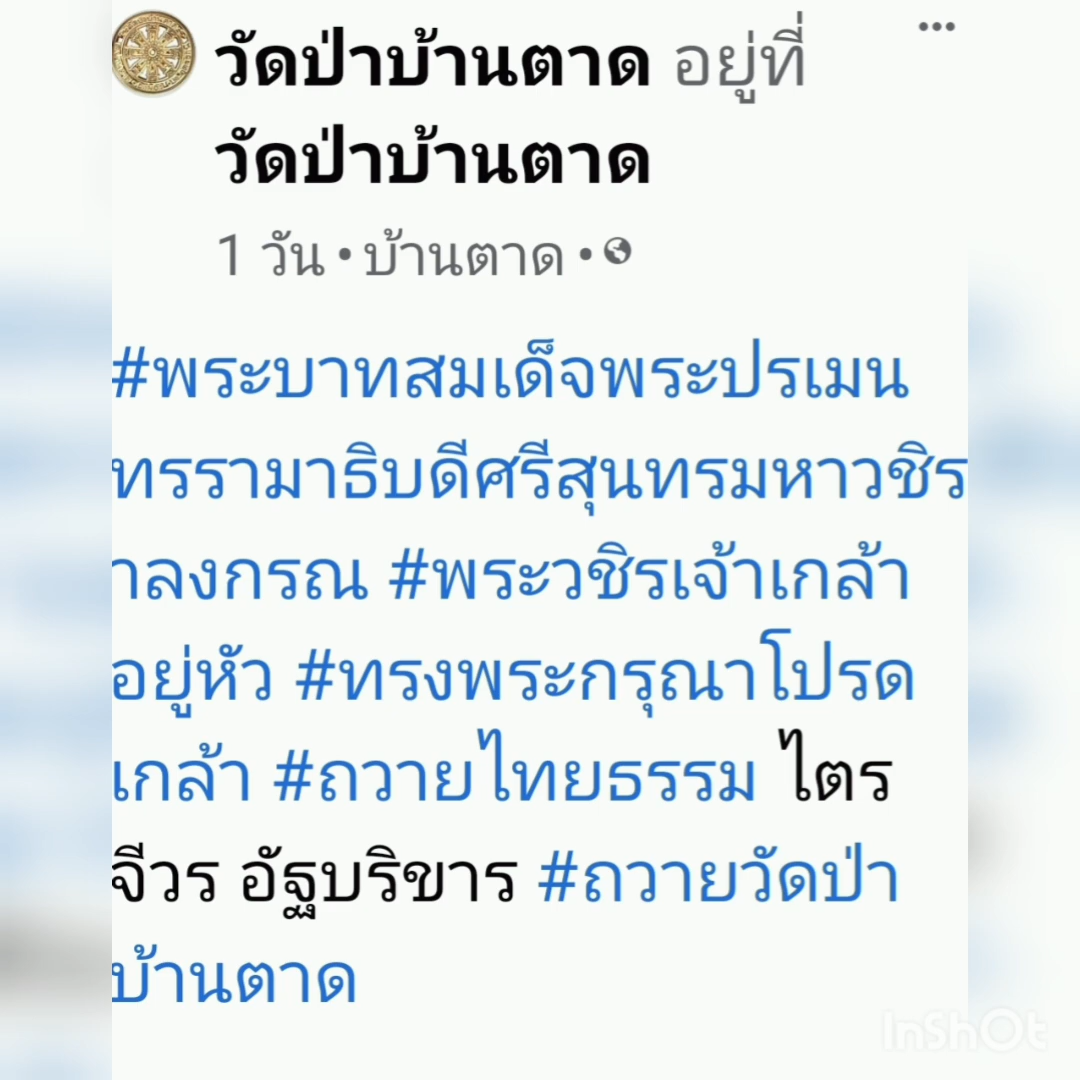 วัดป่าบ้านตาด อยู่ที่
วัดป่าบ้านตาด
1 วัน • บ้านตาด •
#พระบาทสมเด็จพระปรเมน
ทรรามาธิบดีศรีสุนทรมหาวชิร
าลงกรณ #พระวชิรเจ้าเกล้า
อยู่หัว #ทรงพระกรุณาโปรด
เกล้า #ถวายไทยธรรม ไตร
จีวร อัฐบริขาร #ถวายวัดป่า
บ้านตาด
InShOt